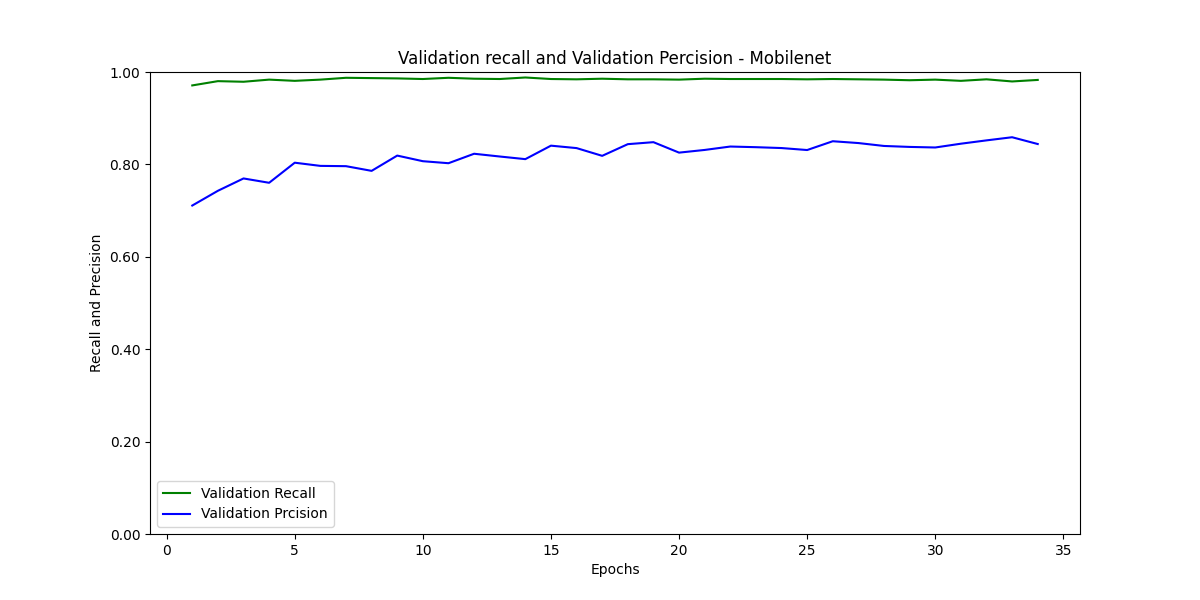 Validation recall and Validation Percision - Mobilenet
1.00
0.80
0.60
0.40
0.20
0.00
Recall and Precision
Validation Recall
Validation Prcision
0 5 10 15 20 25 30 35
Epochs